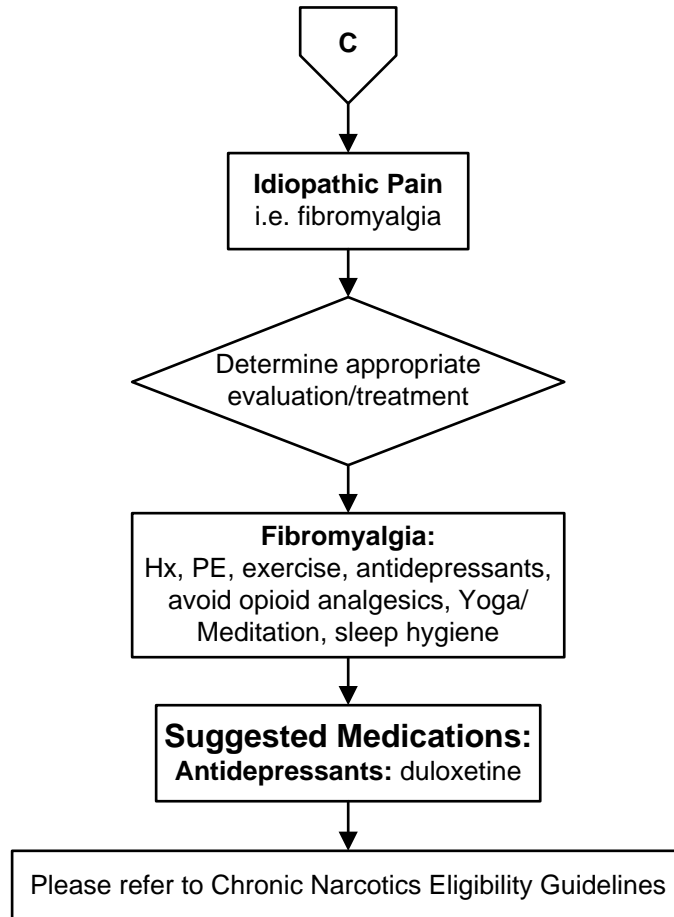 C
Idiopathic Pain
i.e. fibromyalgia
Determine appropriate
evaluation/treatment
Fibromyalgia:
Hx, PE, exercise, antidepressants,
avoid opioid analgesics, Yoga/
Meditation, sleep hygiene
Suggested Medications:
Antidepressants: duloxetine
Please refer to Chronic Narcotics Eligibility Guidelines